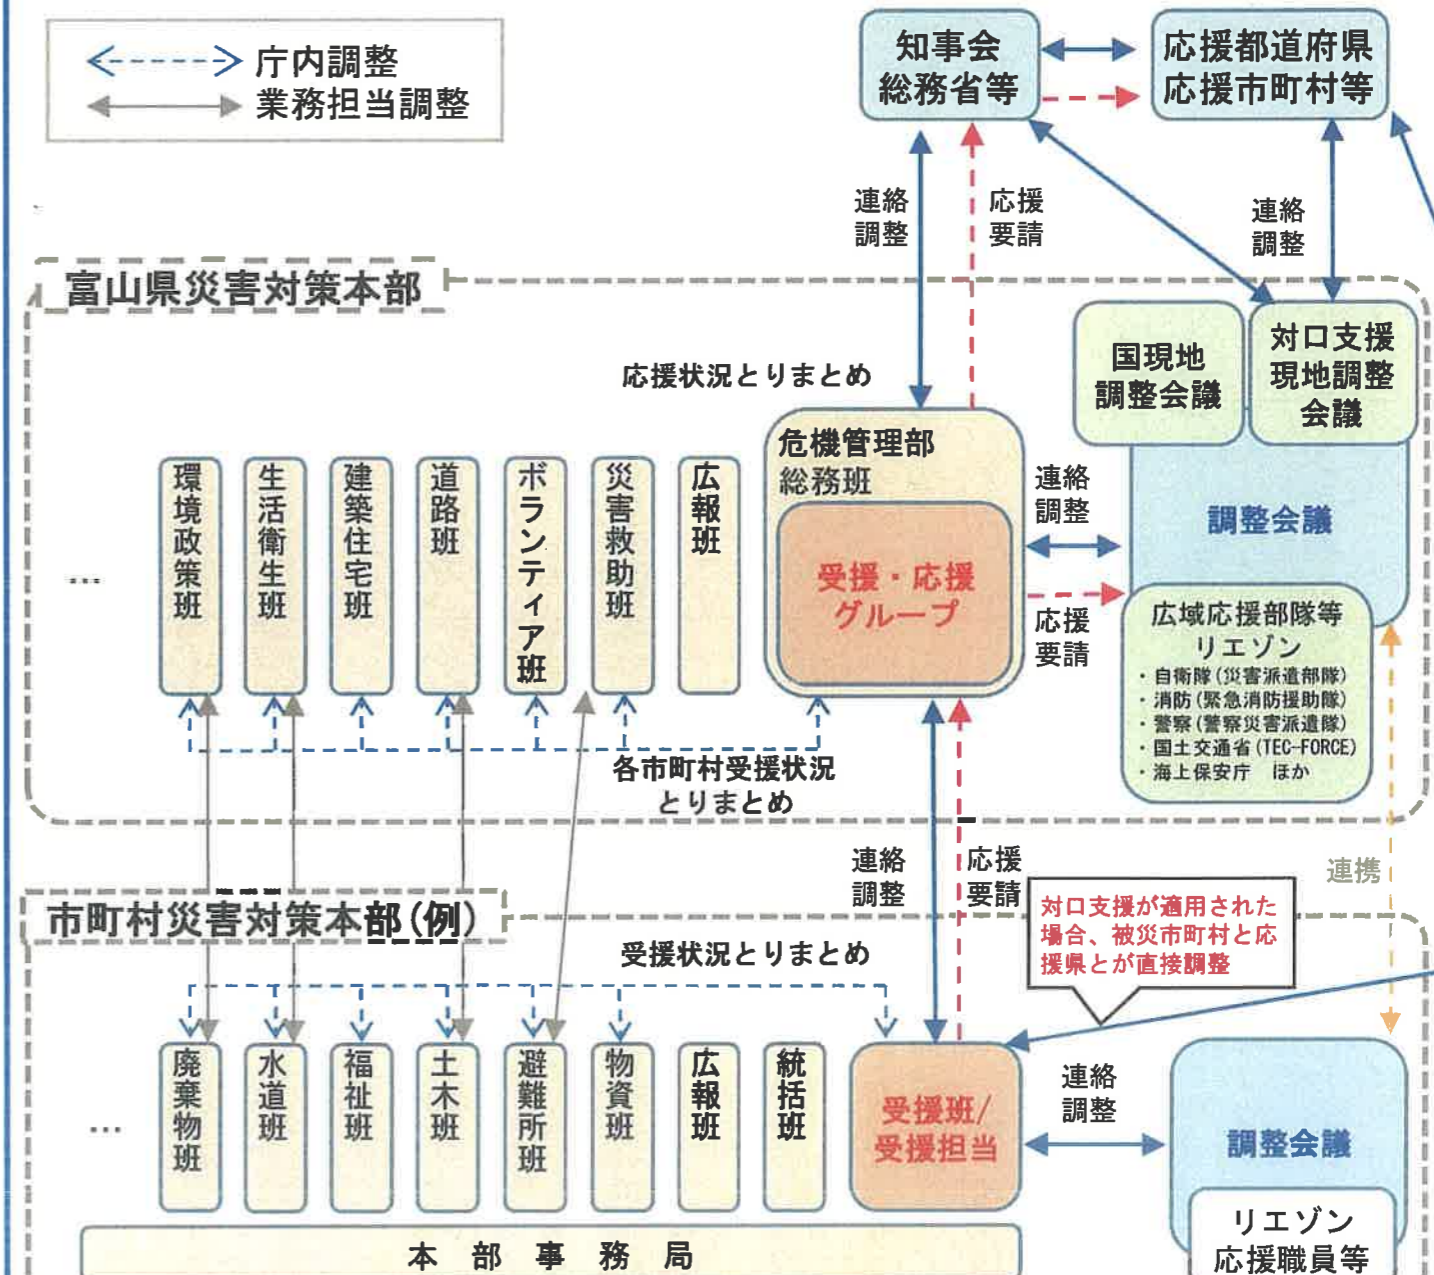 庁内調整
業務担当調整
知事会
総務省等
応援都道府県
応援市町村等
連絡
調整
応援
要請
連絡
調整
富山県災害対策本部
応援状況とりまとめ
国現地
調整会議
対口支援
現地調整
会議
環境政策班
生活衛生班
建築住宅班
道路班
ボランティア班
災害救助班
広報班
…
危機管理部
総務班
受援・応援
グループ
連絡
調整
応援
要請
調整会議
広域応援部隊等
リエゾン
・自衛隊(災害派遣部隊)
・消防(緊急消防援助隊)
・警察(警察災害派遣隊)
・国土交通省(TEC-FORCE)
・海上保安庁 ほか
各市町村受援状況
とりまとめ
連絡
調整
応援
要請
連携
市町村災害対策本部(例)
受援状況とりまとめ
対口支援が適用された
場合、被災市町村と応
援県とが直接調整
…
廃棄物班
水道班
福祉班
土木班
避難所班
物資班
広報班
統括班
受援班/
受援担当
連絡
調整
調整会議
リエゾン
応援職員等
本部事務局